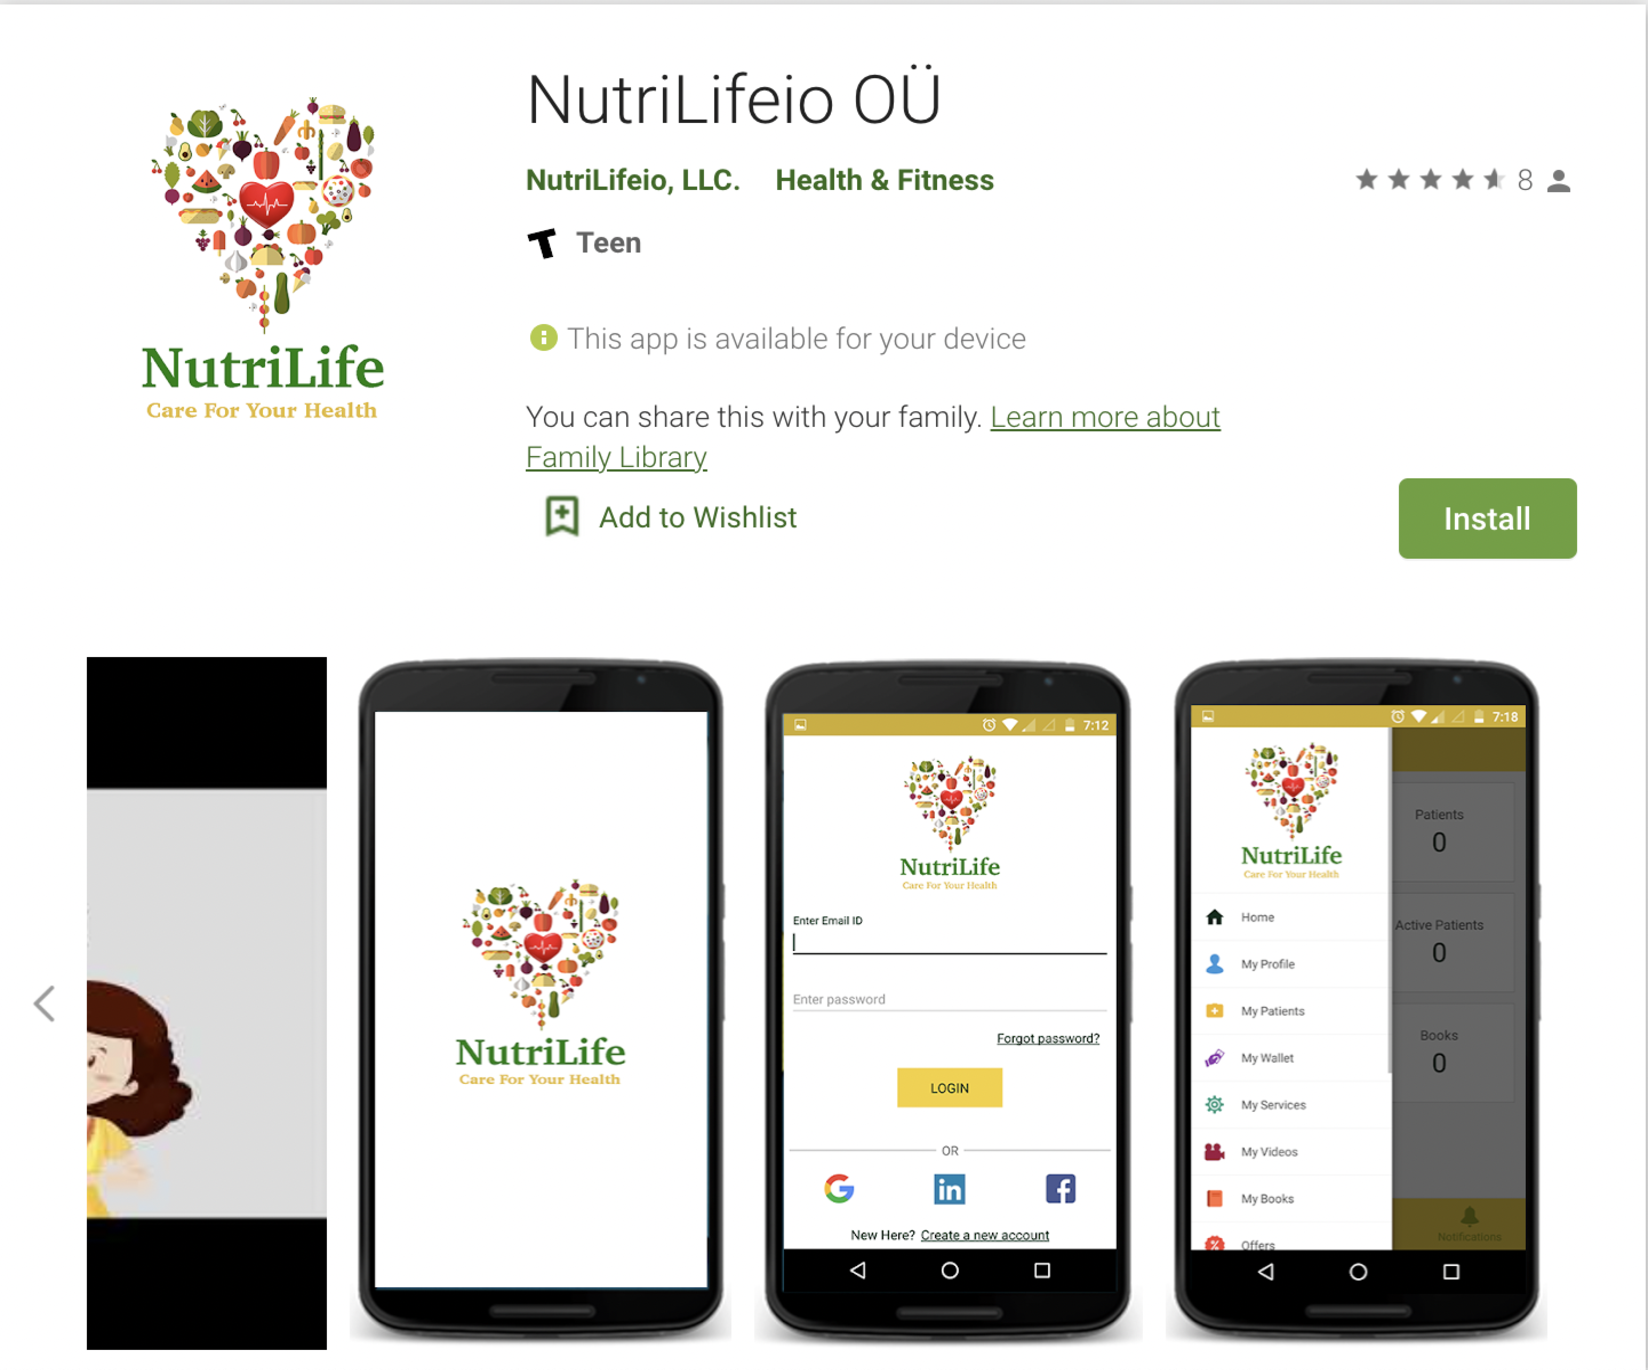 NutriLifeio OÜ
NutriLifeio, LLC. Health & Fitness
8
T Teen
This app is available for your device
You can share this with your family. Learn more about
Family Library
Add to Wishlist
Install
NutriLife
Care For Your Health
NutriLife
Care For Your Health
7:12
NutriLife
Care For Your Health
Enter Email ID
Enter password
Forgot password?
LOGIN
OR
G in f
New Here? Create a new account
7:18
NutriLife
Care For Your Health
Home
My Profile
My Patients
My Wallet
My Services
My Videos
My Books
Offers
Patients
0
Active Patients
0
Books
0
Notifications